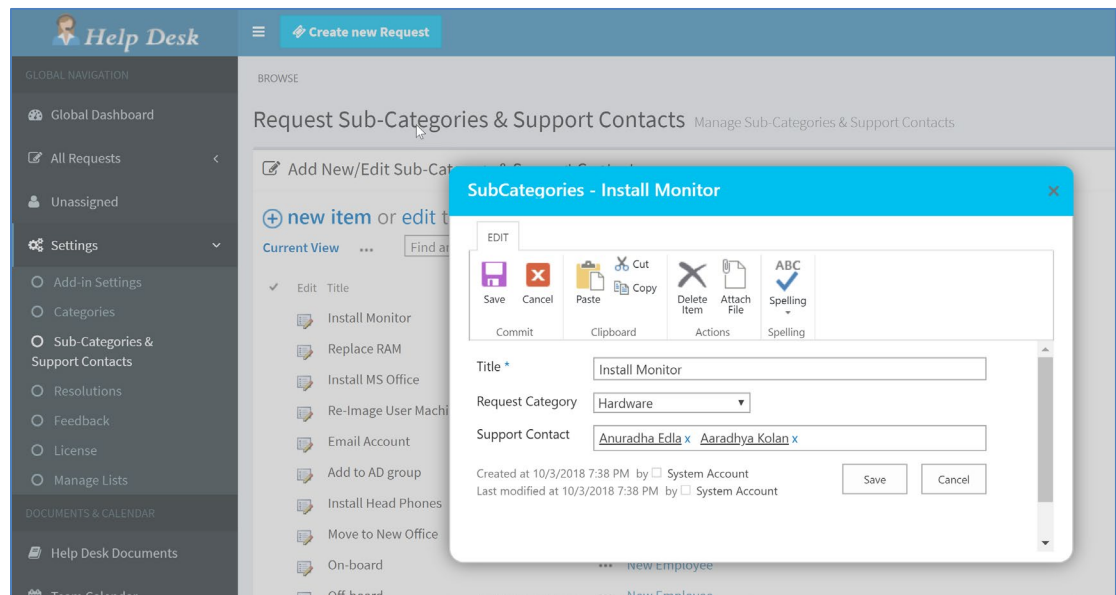 Help Desk
Create new Request
GLOBAL NAVIGATION
Global Dashboard
All Requests
Unassigned
Settings
Add-in Settings
Categories
Sub-Categories &
Support Contacts
Resolutions
Feedback
License
Manage Lists
DOCUMENTS & CALENDAR
Help Desk Documents
BROWSE
Request Sub-Categories & Support Contacts Manage Sub-Categories & Support Contacts
Add New/Edit
new item or edit
Current View ... Find
Edit Title
Install Monitor
Replace RAM
Install MS Office
Re-Image User
Email Account
Add to AD group
Install Head Phones
Move to New Office
On-board ... New Employee
SubCategories - Install Monitor
EDIT
Save Cancel Paste Cut
Copy
Delete Item
Attach File
ABC
Spelling
Commit Clipboard Actions Spelling
Title * Install Monitor
Request Category Hardware
Support Contact Anuradha Edla x Aaradhya Kolan x
Created at 10/3/2018 7:38 PM by System Account
Last modified at 10/3/2018 7:38 PM by System Account
Save Cancel